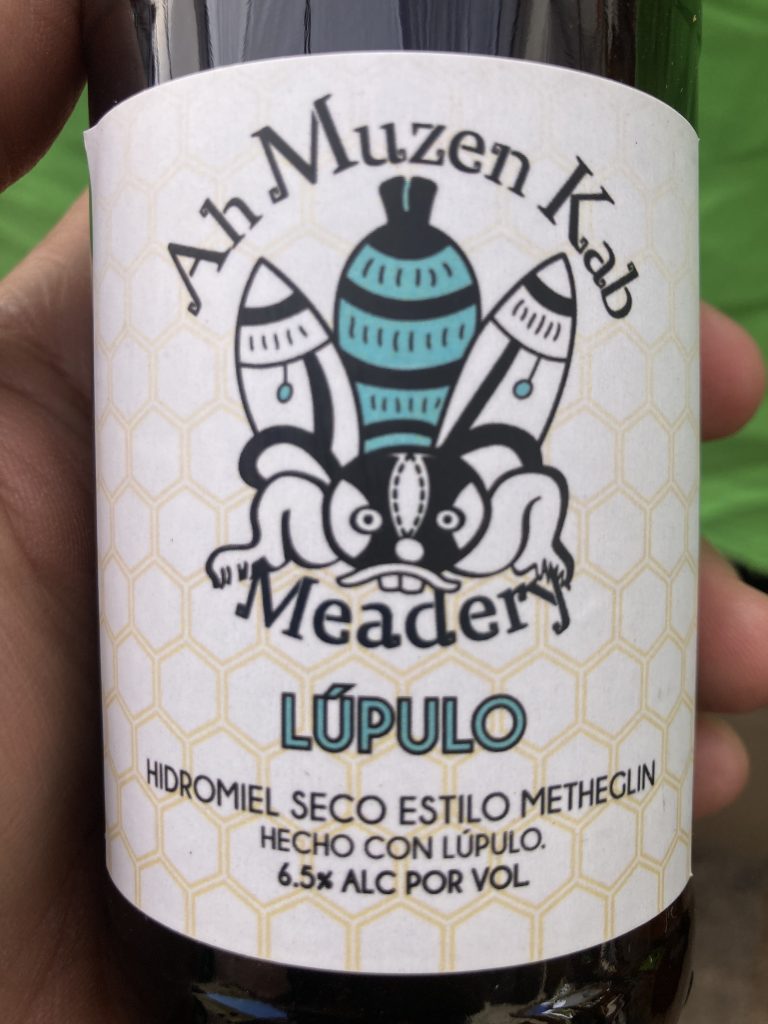 Ah Muzen Kab
Meadery
LÚPULO
HIDROMIEL SECO ESTILO METHEGLIN
HECHO CON LÚPULO.
6.5% ALC POR VOL